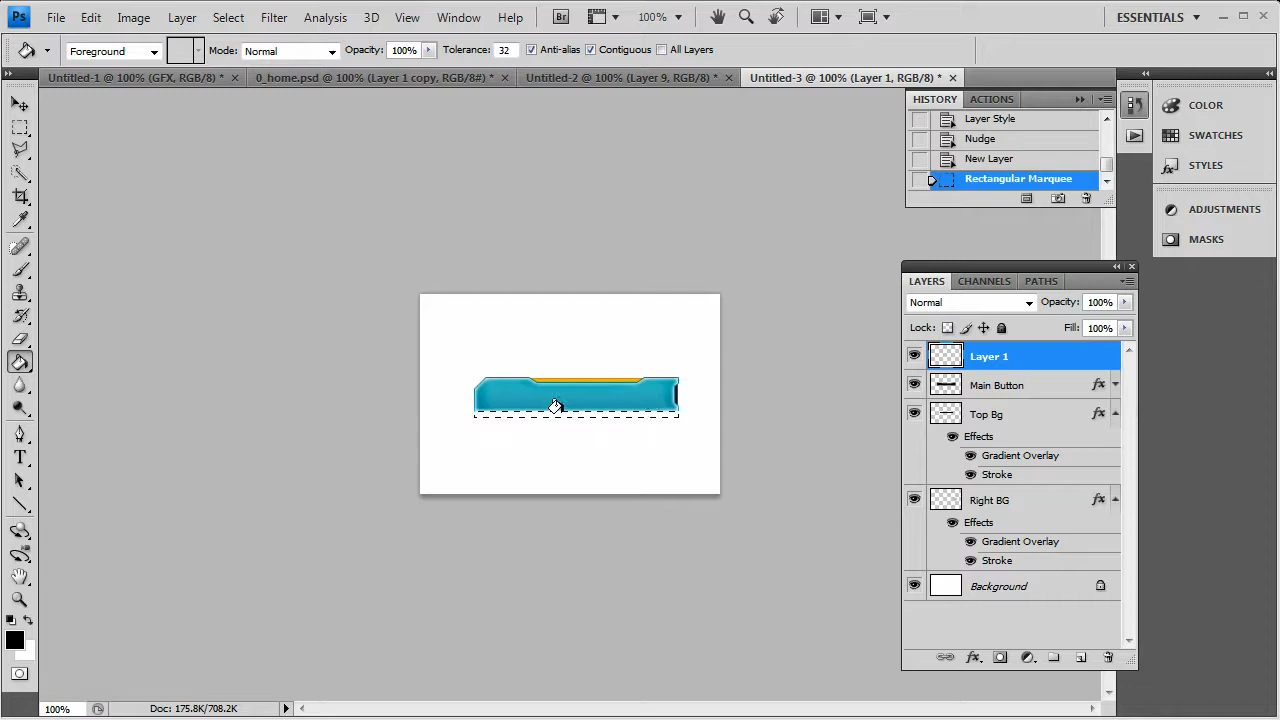 Ps File Edit Image Layer Select Filter Analysis 3D View Window Help Br 100% ESSENTIALS
Foreground Mode: Normal Opacity: 100% Tolerance: 32 Anti-alias Contiguous All Layers
Untitled-1 @ 100% (GFX, RGB/8) * 0_home.psd @ 100% (Layer 1 copy, RGB/8#) * Untitled-2 @ 100% (Layer 9, RGB/8) * Untitled-3 @ 100% (Layer 1, RGB/8) *
HISTORY ACTIONS
Layer Style
Nudge
New Layer
Rectangular Marquee
COLOR
SWATCHES
STYLES
ADJUSTMENTS
MASKS
LAYERS CHANNELS PATHS
Normal Opacity: 100%
Lock: Fill: 100%
Layer 1
Main Button fx
Top Bg fx
Effects
Gradient Overlay
Stroke
Right BG fx
Effects
Gradient Overlay
Stroke
Background
fx
T
100% Doc: 175.8K/708.2K